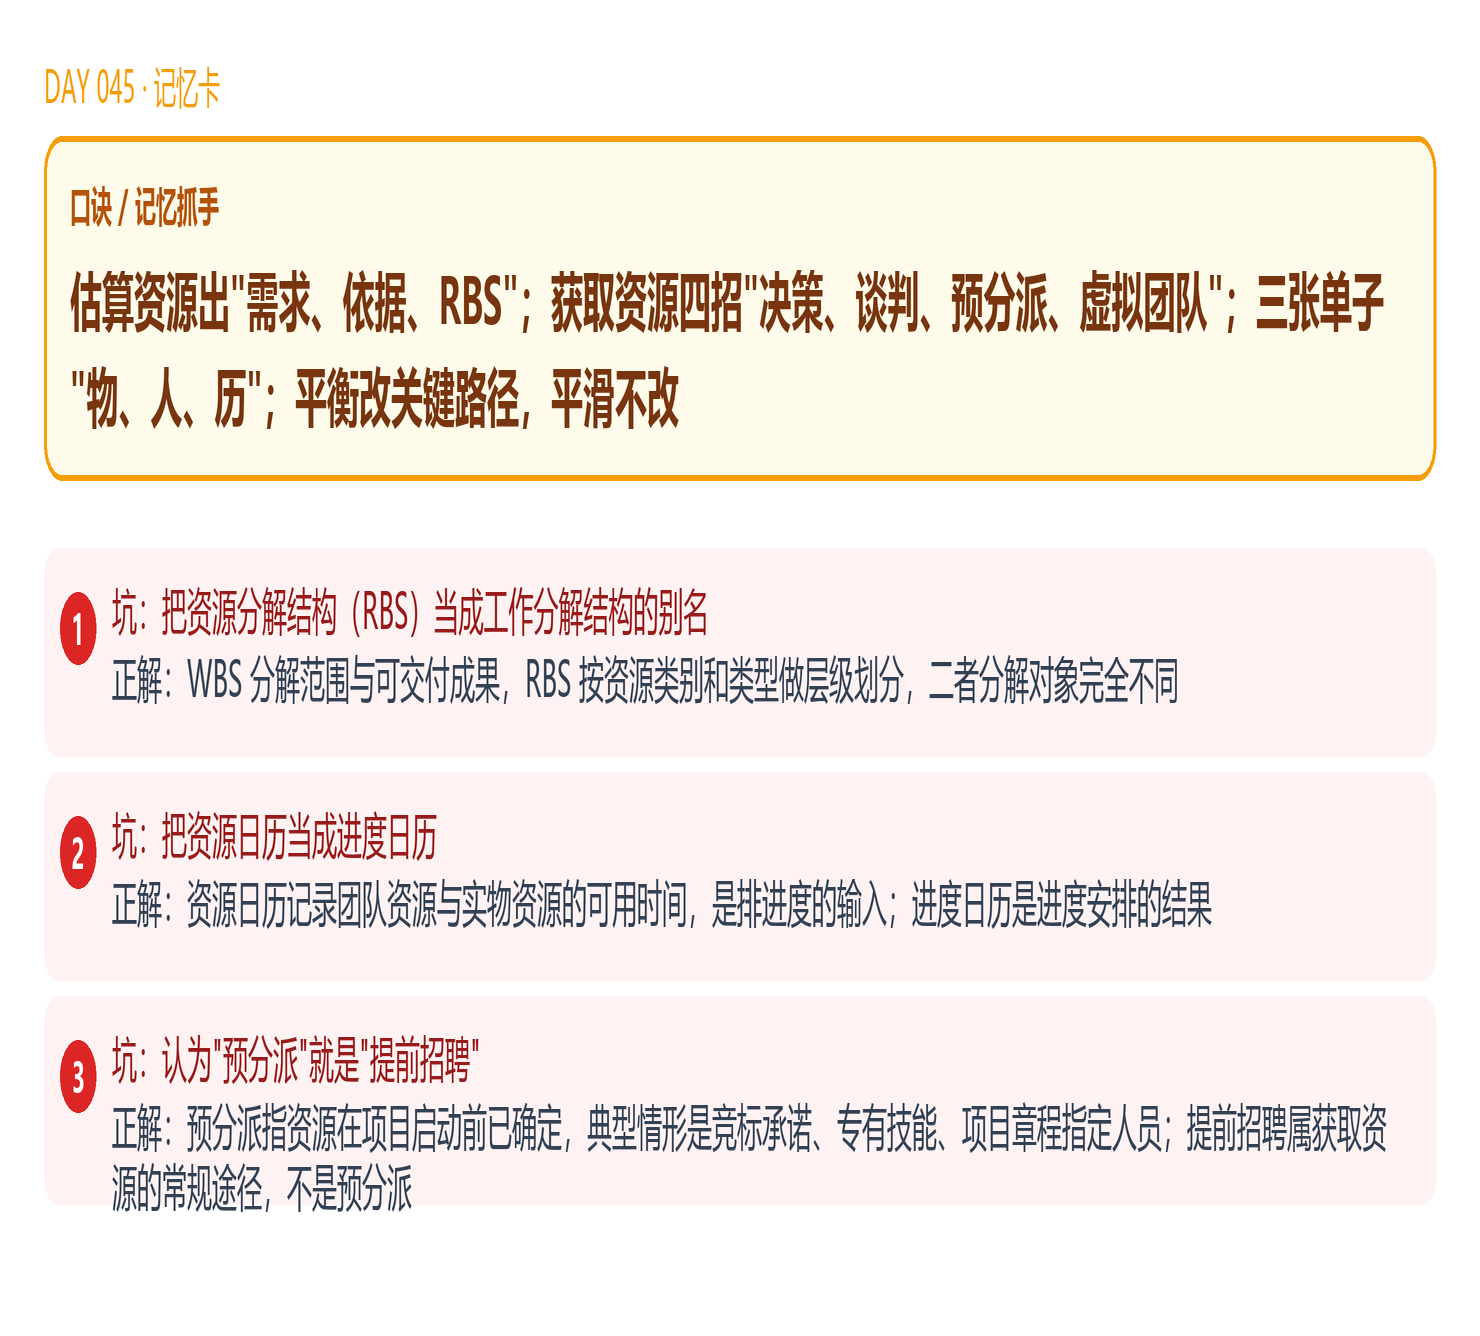 DAY 045 · 记忆卡
口诀 / 记忆抓手
估算资源出"需求、依据、RBS"；获取资源四招"决策、谈判、预分派、虚拟团队"；三张单子
"物、人、历"；平衡改关键路径，平滑不改
1
坑：把资源分解结构（RBS）当成工作分解结构的别名
正解：WBS 分解范围与可交付成果，RBS 按资源类别和类型做层级划分，二者分解对象完全不同
2
坑：把资源日历当成进度日历
正解：资源日历记录团队资源与实物资源的可用时间，是排进度的输入；进度日历是进度安排的结果
3
坑：认为"预分派"就是"提前招聘"
正解：预分派指资源在项目启动前已确定，典型情形是竞标承诺、专有技能、项目章程指定人员；提前招聘属获取资
源的常规途径，不是预分派